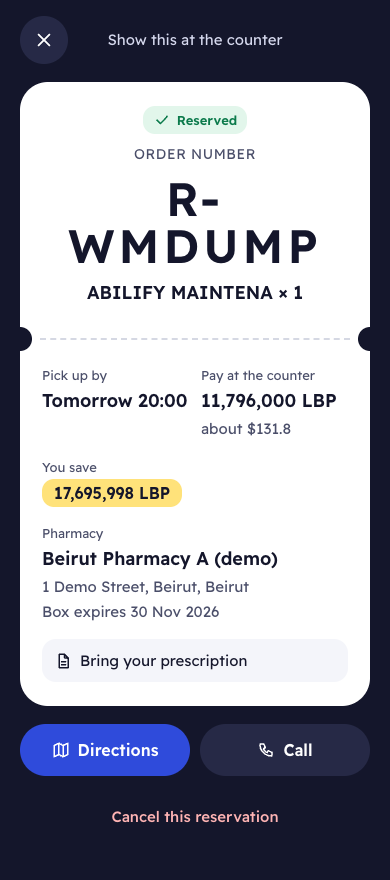 Show this at the counter
Reserved
ORDER NUMBER
R-
WMDUMP
ABILIFY MAINTENA × 1
Pick up by
Tomorrow 20:00
Pay at the counter
11,796,000 LBP
about $131.8
You save
17,695,998 LBP
Pharmacy
Beirut Pharmacy A (demo)
1 Demo Street, Beirut, Beirut
Box expires 30 Nov 2026
Bring your prescription
Directions
Call
Cancel this reservation